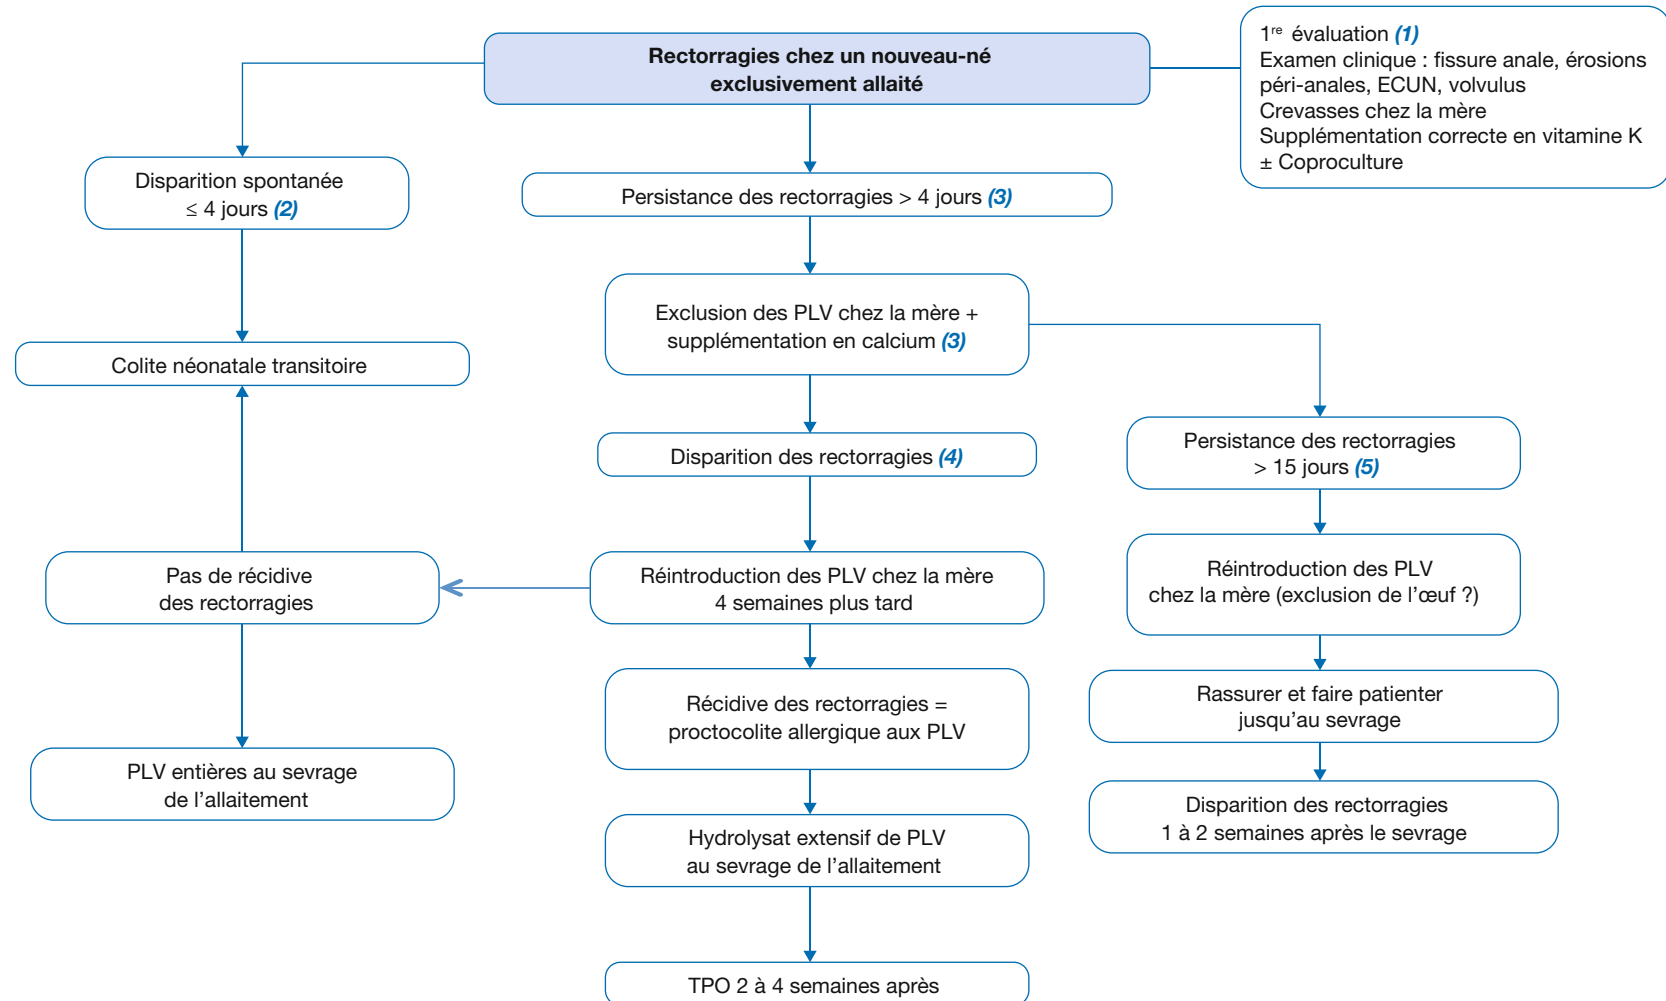 Rectorragies chez un nouveau-né
exclusivement allaité
1re évaluation (1)
Examen clinique : fissure anale, érosions
péri-anales, ECUN, volvulus
Crevasses chez la mère
Supplémentation correcte en vitamine K
± Coproculture
Disparition spontanée
≤ 4 jours (2)
Persistance des rectorragies > 4 jours (3)
Exclusion des PLV chez la mère +
supplémentation en calcium (3)
Colite néonatale transitoire
Disparition des rectorragies (4)
Persistance des rectorragies
> 15 jours (5)
Pas de récidive
des rectorragies
Réintroduction des PLV chez la mère
4 semaines plus tard
Réintroduction des PLV
chez la mère (exclusion de l’œuf ?)
Récidive des rectorragies =
proctocolite allergique aux PLV
Rassurer et faire patienter
jusqu’au sevrage
PLV entières au sevrage
de l’allaitement
Hydrolysat extensif de PLV
au sevrage de l’allaitement
Disparition des rectorragies
1 à 2 semaines après le sevrage
TPO 2 à 4 semaines après